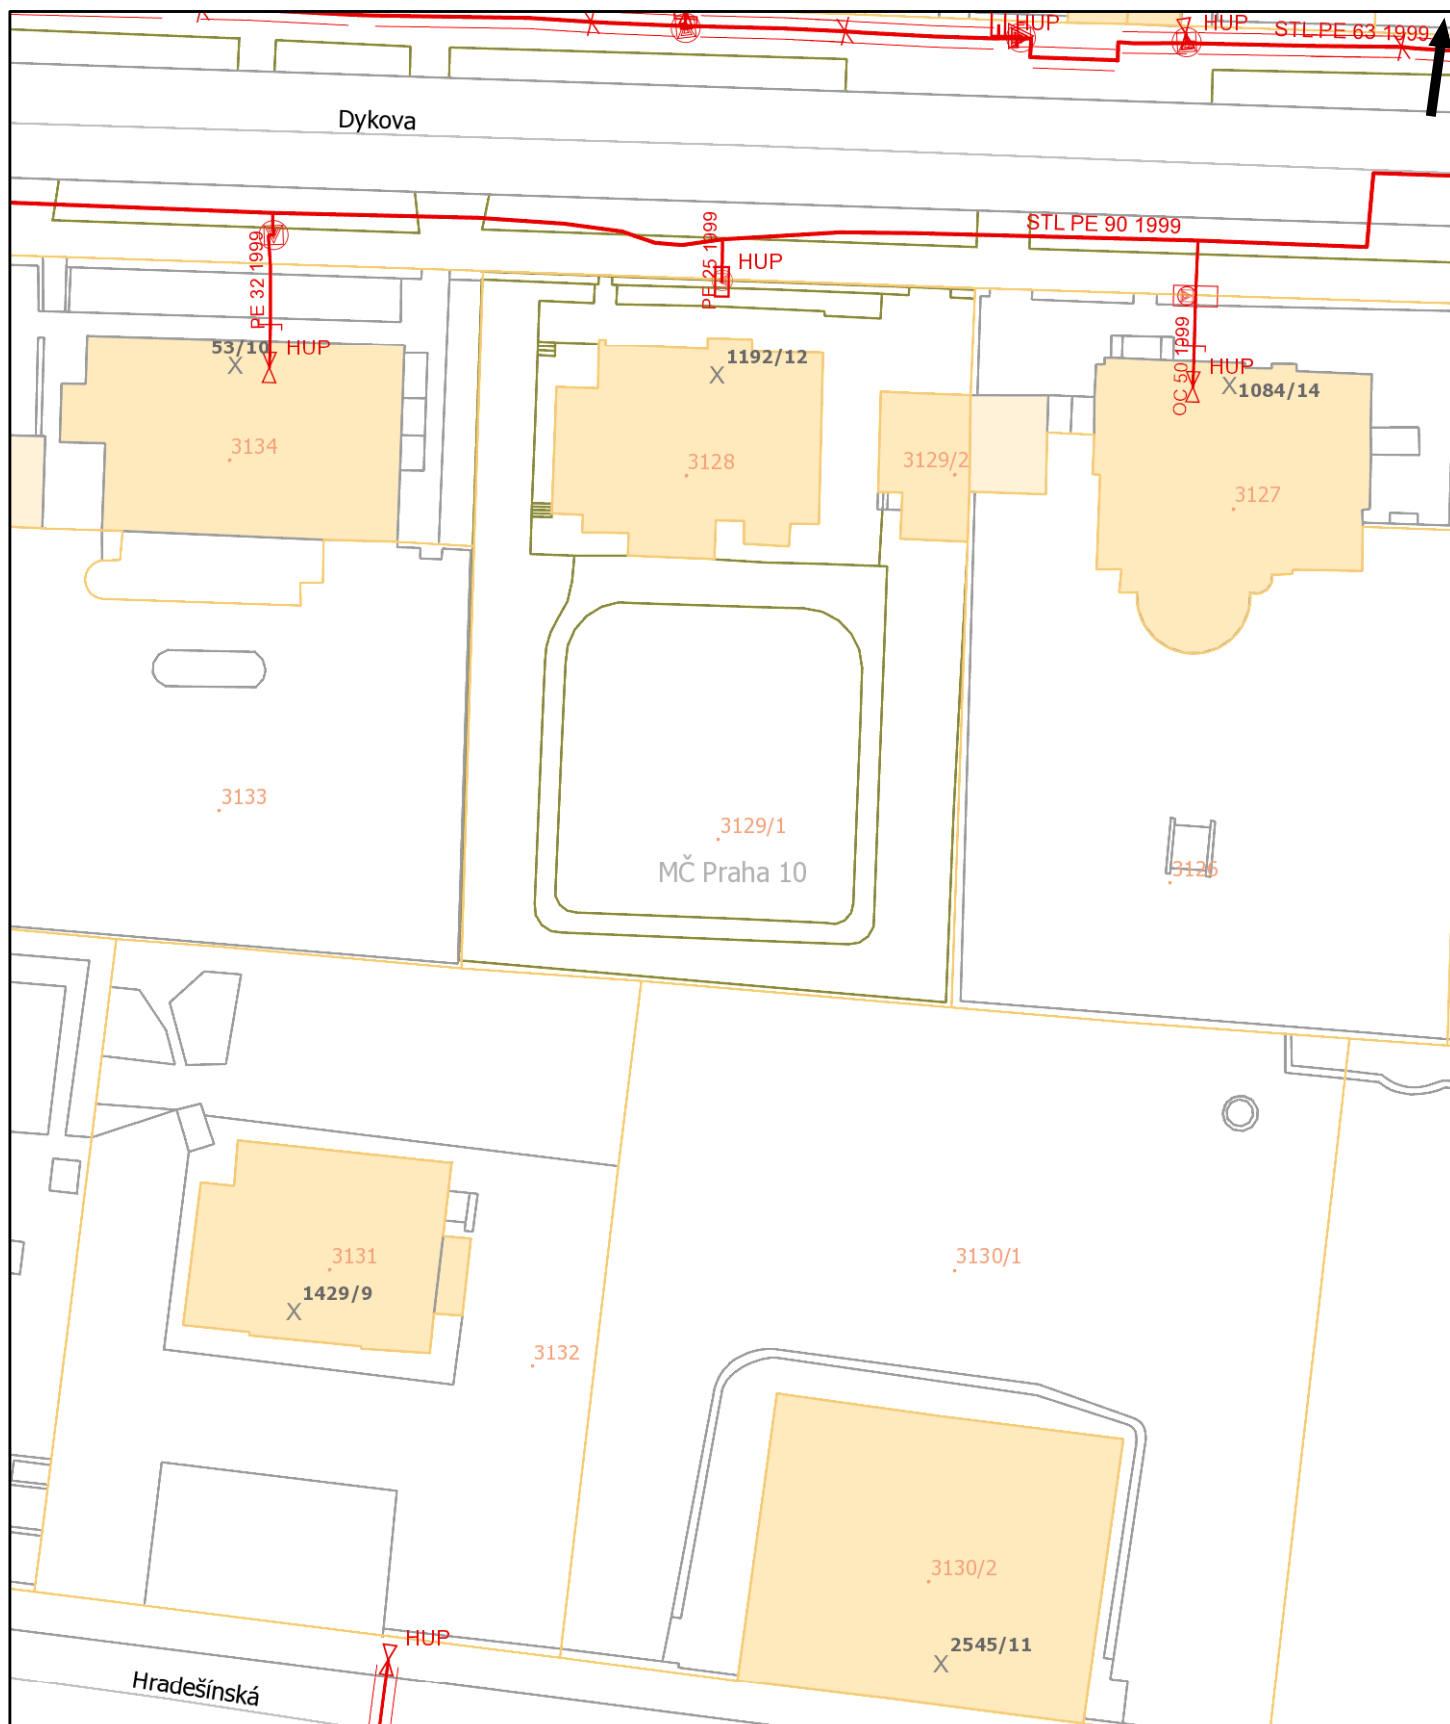 HUP
HUP
STL PE 63 1999
Dykova
STL PE 90 1999
PE 32 1999
PE 25 1999
HUP
OC 50 1999
53/10
HUP
1192/12
HUP
1084/14
3134
3128
3129/2
3127
3133
3129/1
MČ Praha 10
3126
3131
1429/9
3130/1
3132
3130/2
2545/11
HUP
Hradešínská